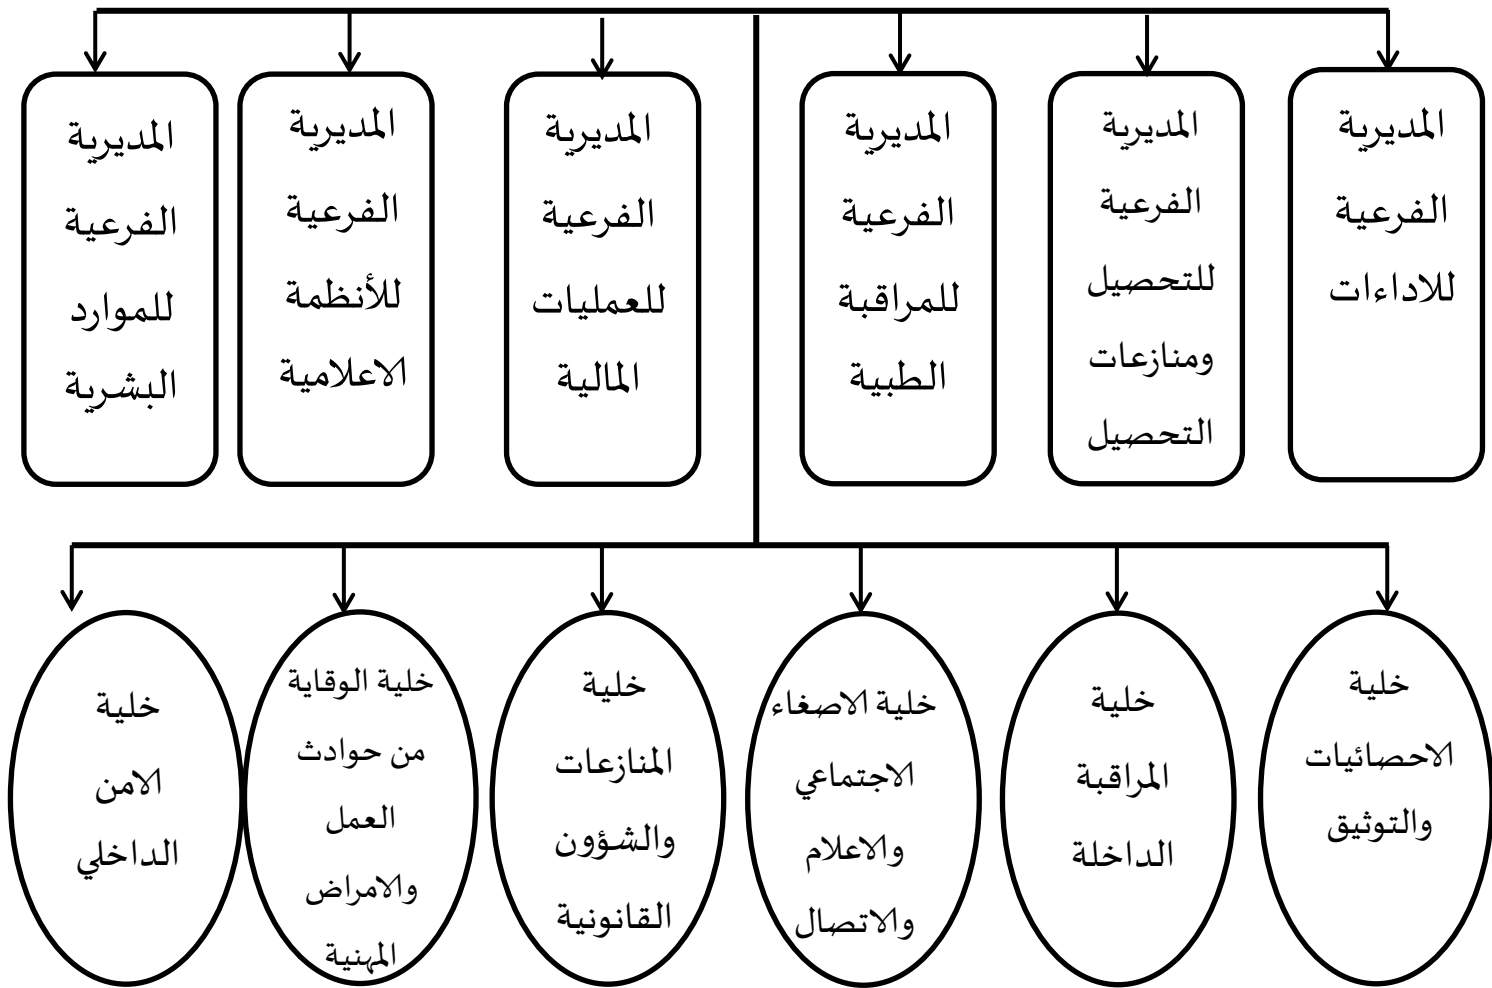 المديرية
الفرعية
للاداءات
المديرية
الفرعية
للتحصيل
ومنازعات
التحصيل
المديرية
الفرعية
للمراقبة
الطبية
المديرية
الفرعية
للعمليات
المالية
المديرية
الفرعية
للأنظمة
الاعلامية
المديرية
الفرعية
للموارد
البشرية
خلية
الاحصائيات
والتوثيق
خلية
المراقبة
الداخلة
خلية الاصغاء
الاجتماعي
والاعلام
والاتصال
خلية
المنازعات
والشؤون
القانونية
خلية الوقاية
من حوادث
العمل
والامراض
المهنية
خلية
الامن
الداخلي